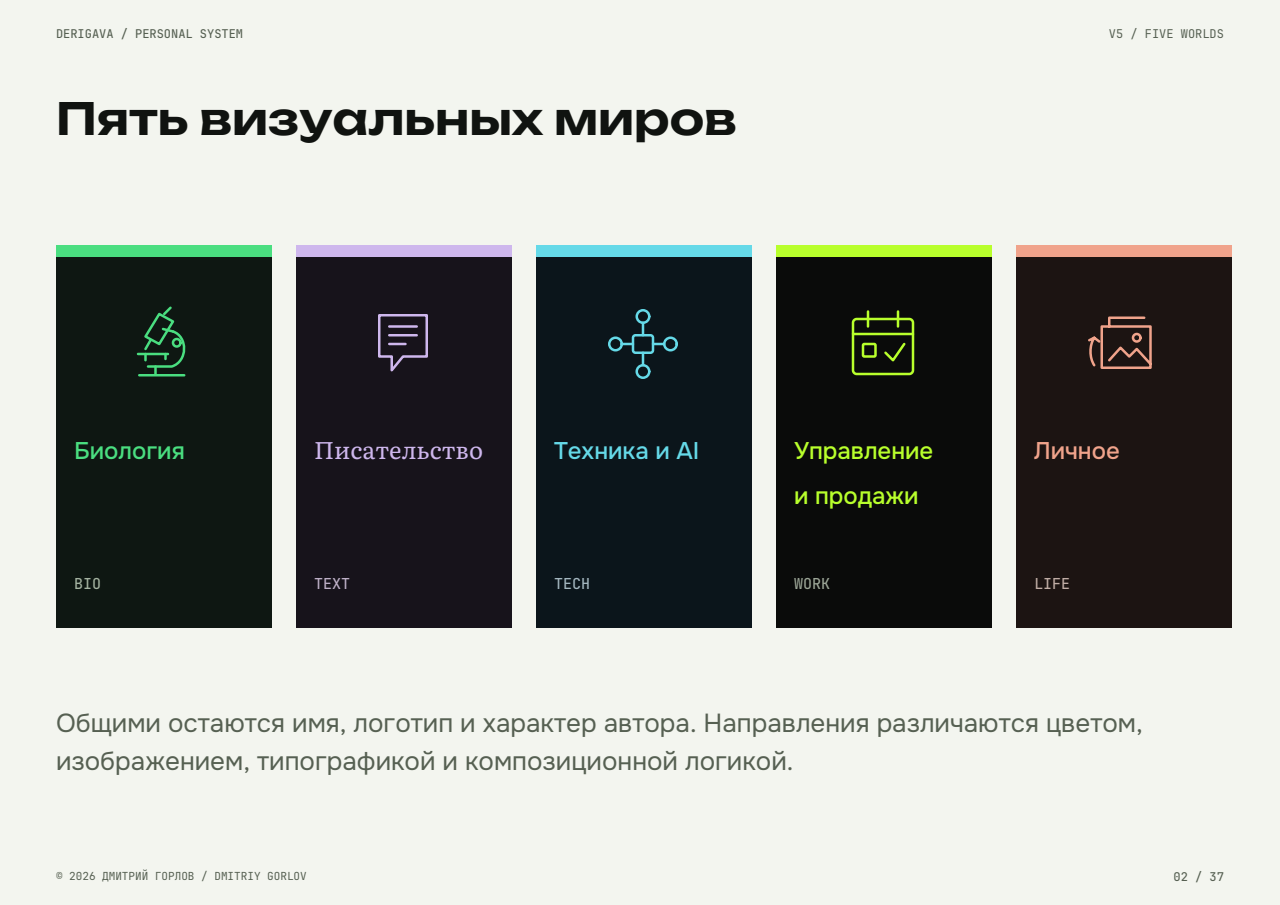 DERIGAVA / PERSONAL SYSTEM
V5 / FIVE WORLDS
Пять визуальных миров
Биология
BIO
Писательство
TEXT
Техника и AI
TECH
Управление
и продажи
WORK
Личное
LIFE
Общими остаются имя, логотип и характер автора. Направления различаются цветом,
изображением, типографикой и композиционной логикой.
© 2026 ДМИТРИЙ ГОРЛОВ / DMITRIY GORLOV
02 / 37